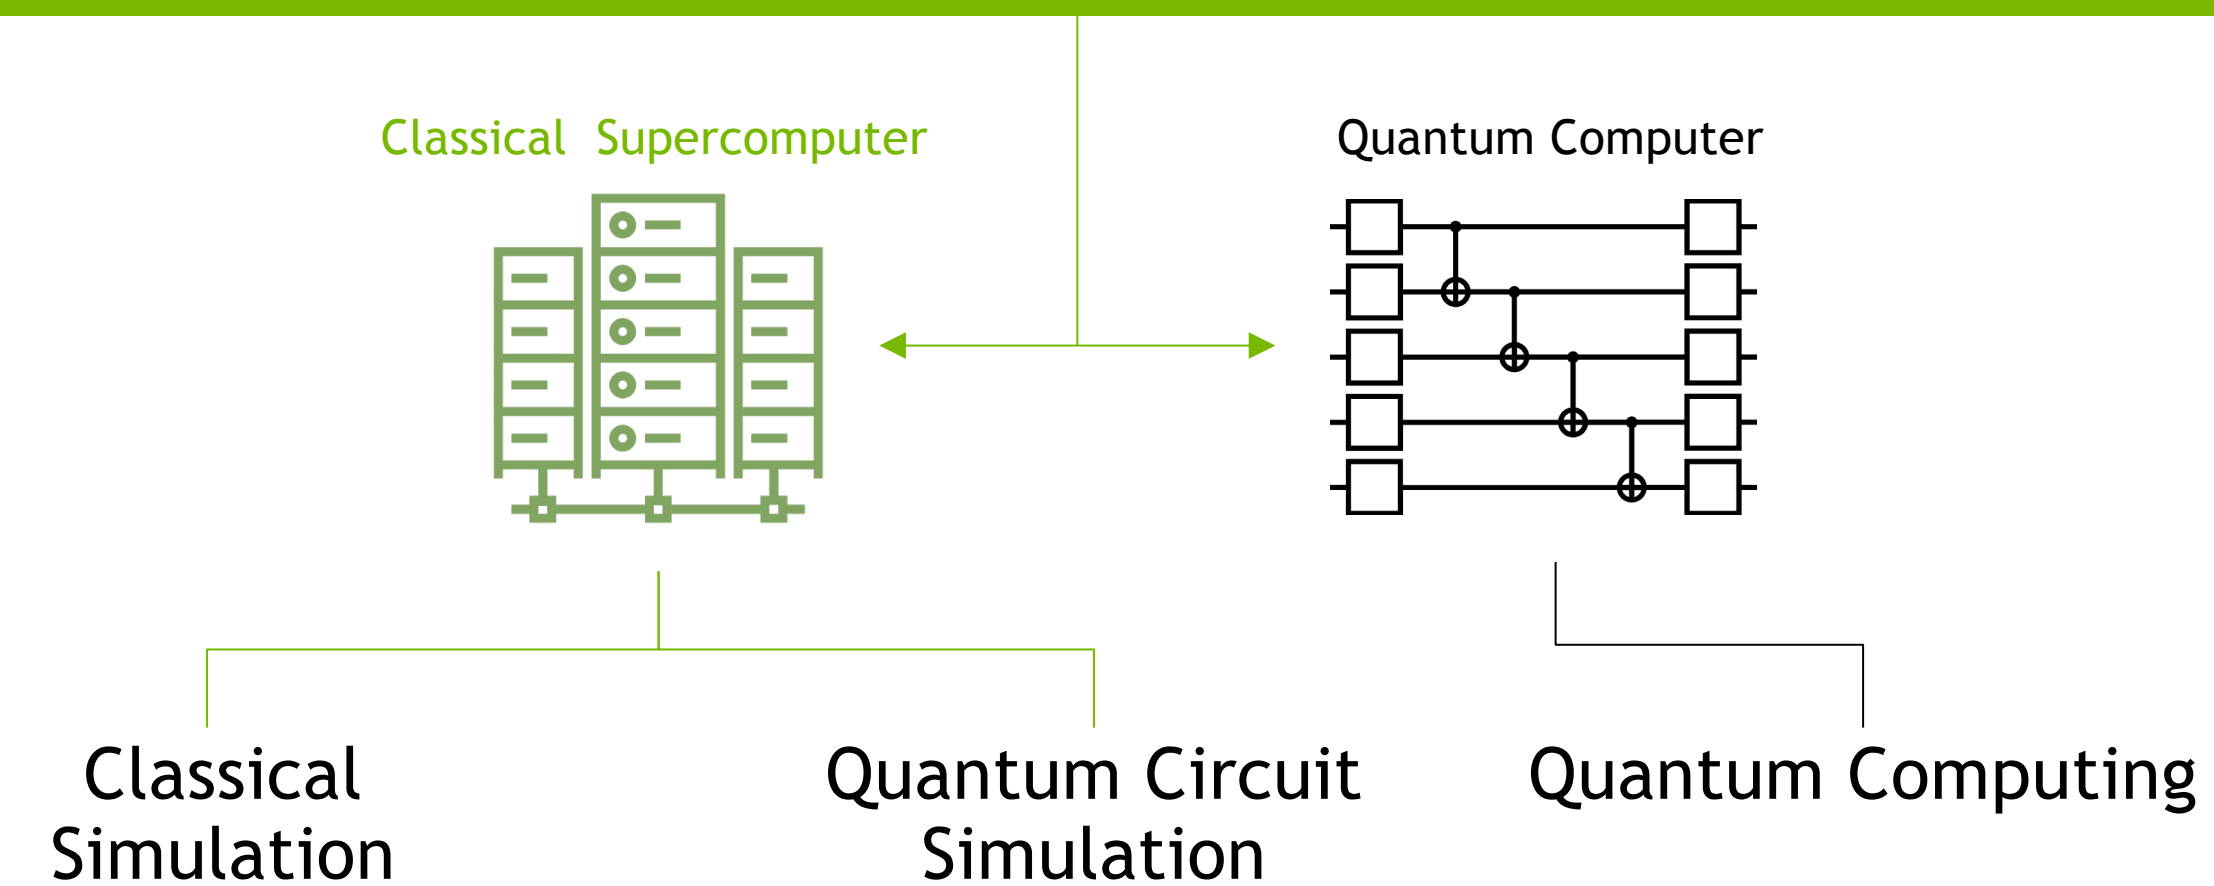 Classical Supercomputer
Quantum Computer
Classical
Simulation
Quantum Circuit
Simulation
Quantum Computing